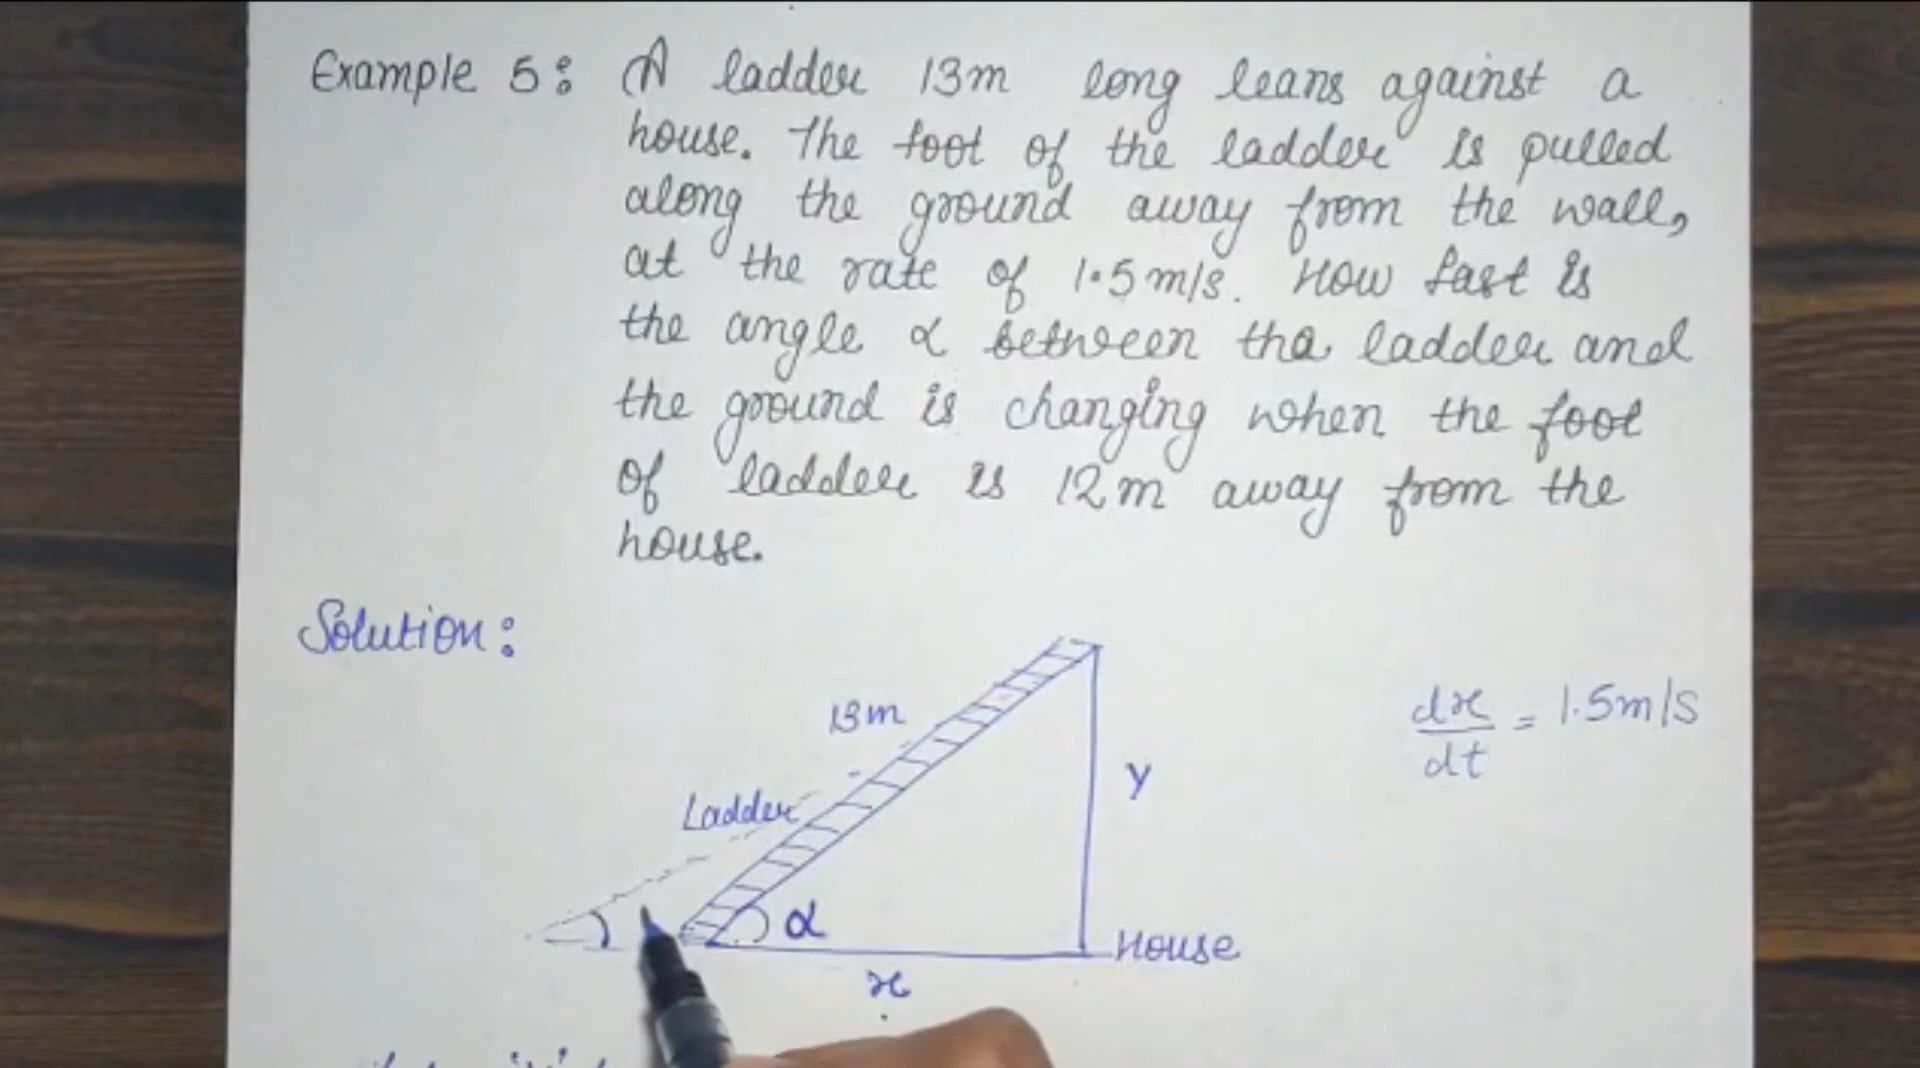 Example 5: A ladder 13m long leans against a
house. The foot of the ladder is pulled
along the ground away from the wall,
at the rate of 1.5m/s. How fast is
the angle α between the ladder and
the ground is changing when the foot
of ladder is 12m away from the
house.
Solution:
13m
dx/dt = 1.5m/s
y
Ladder
α
House
x